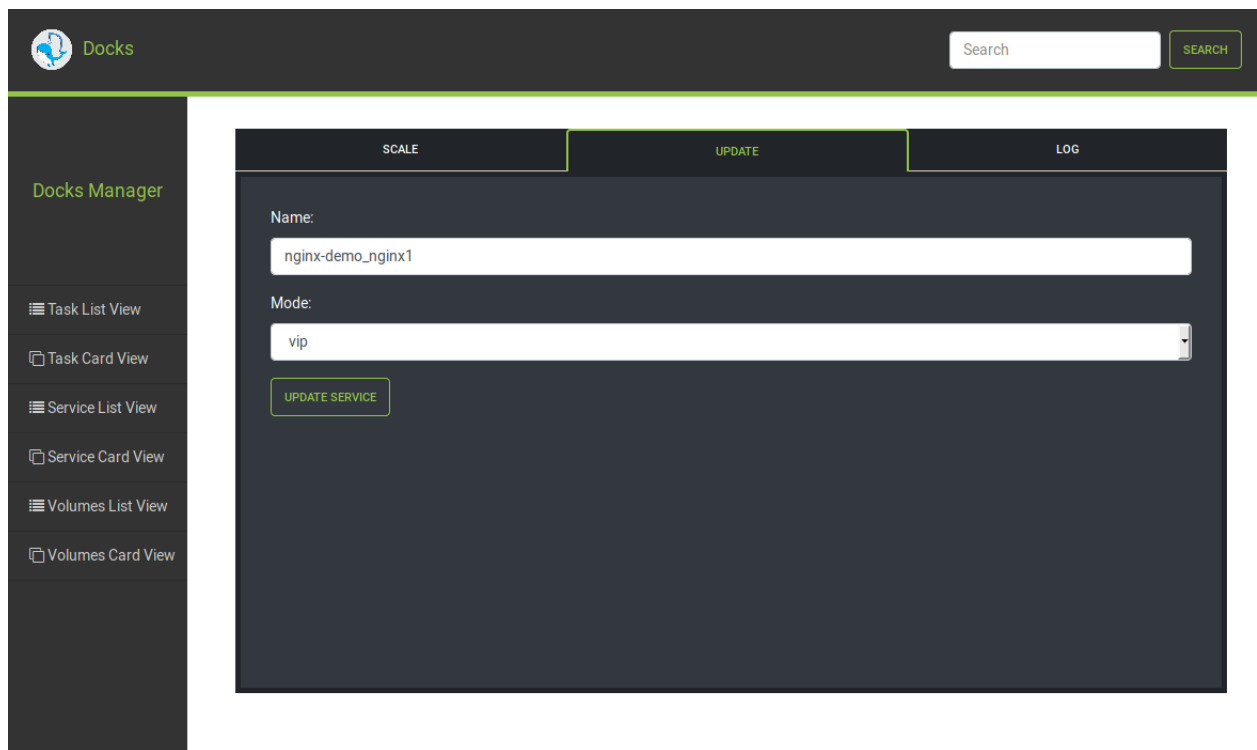 Docks
Search
SEARCH
Docks Manager
Task List View
Task Card View
Service List View
Service Card View
Volumes List View
Volumes Card View
SCALE
UPDATE
LOG
Name:
nginx-demo_nginx1
Mode:
vip
UPDATE SERVICE